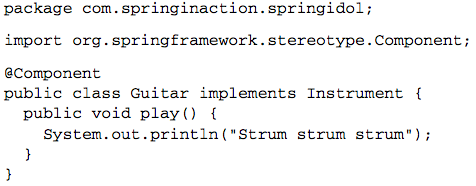 package com.springinaction.springidol;
import org.springframework.stereotype.Component;
@Component
public class Guitar implements Instrument {
  public void play() {
    System.out.println("Strum strum strum");
  }
}